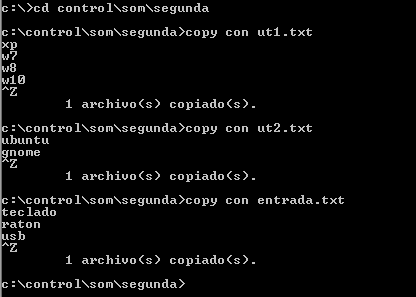 c:\>cd control\som\segunda
c:\control\som\segunda>copy con ut1.txt
xp
w7
w8
w10
^Z
1 archivo(s) copiado(s).
c:\control\som\segunda>copy con ut2.txt
ubuntu
gnome
^Z
1 archivo(s) copiado(s).
c:\control\som\segunda>copy con entrada.txt
teclado
raton
usb
^Z
1 archivo(s) copiado(s).
c:\control\som\segunda>